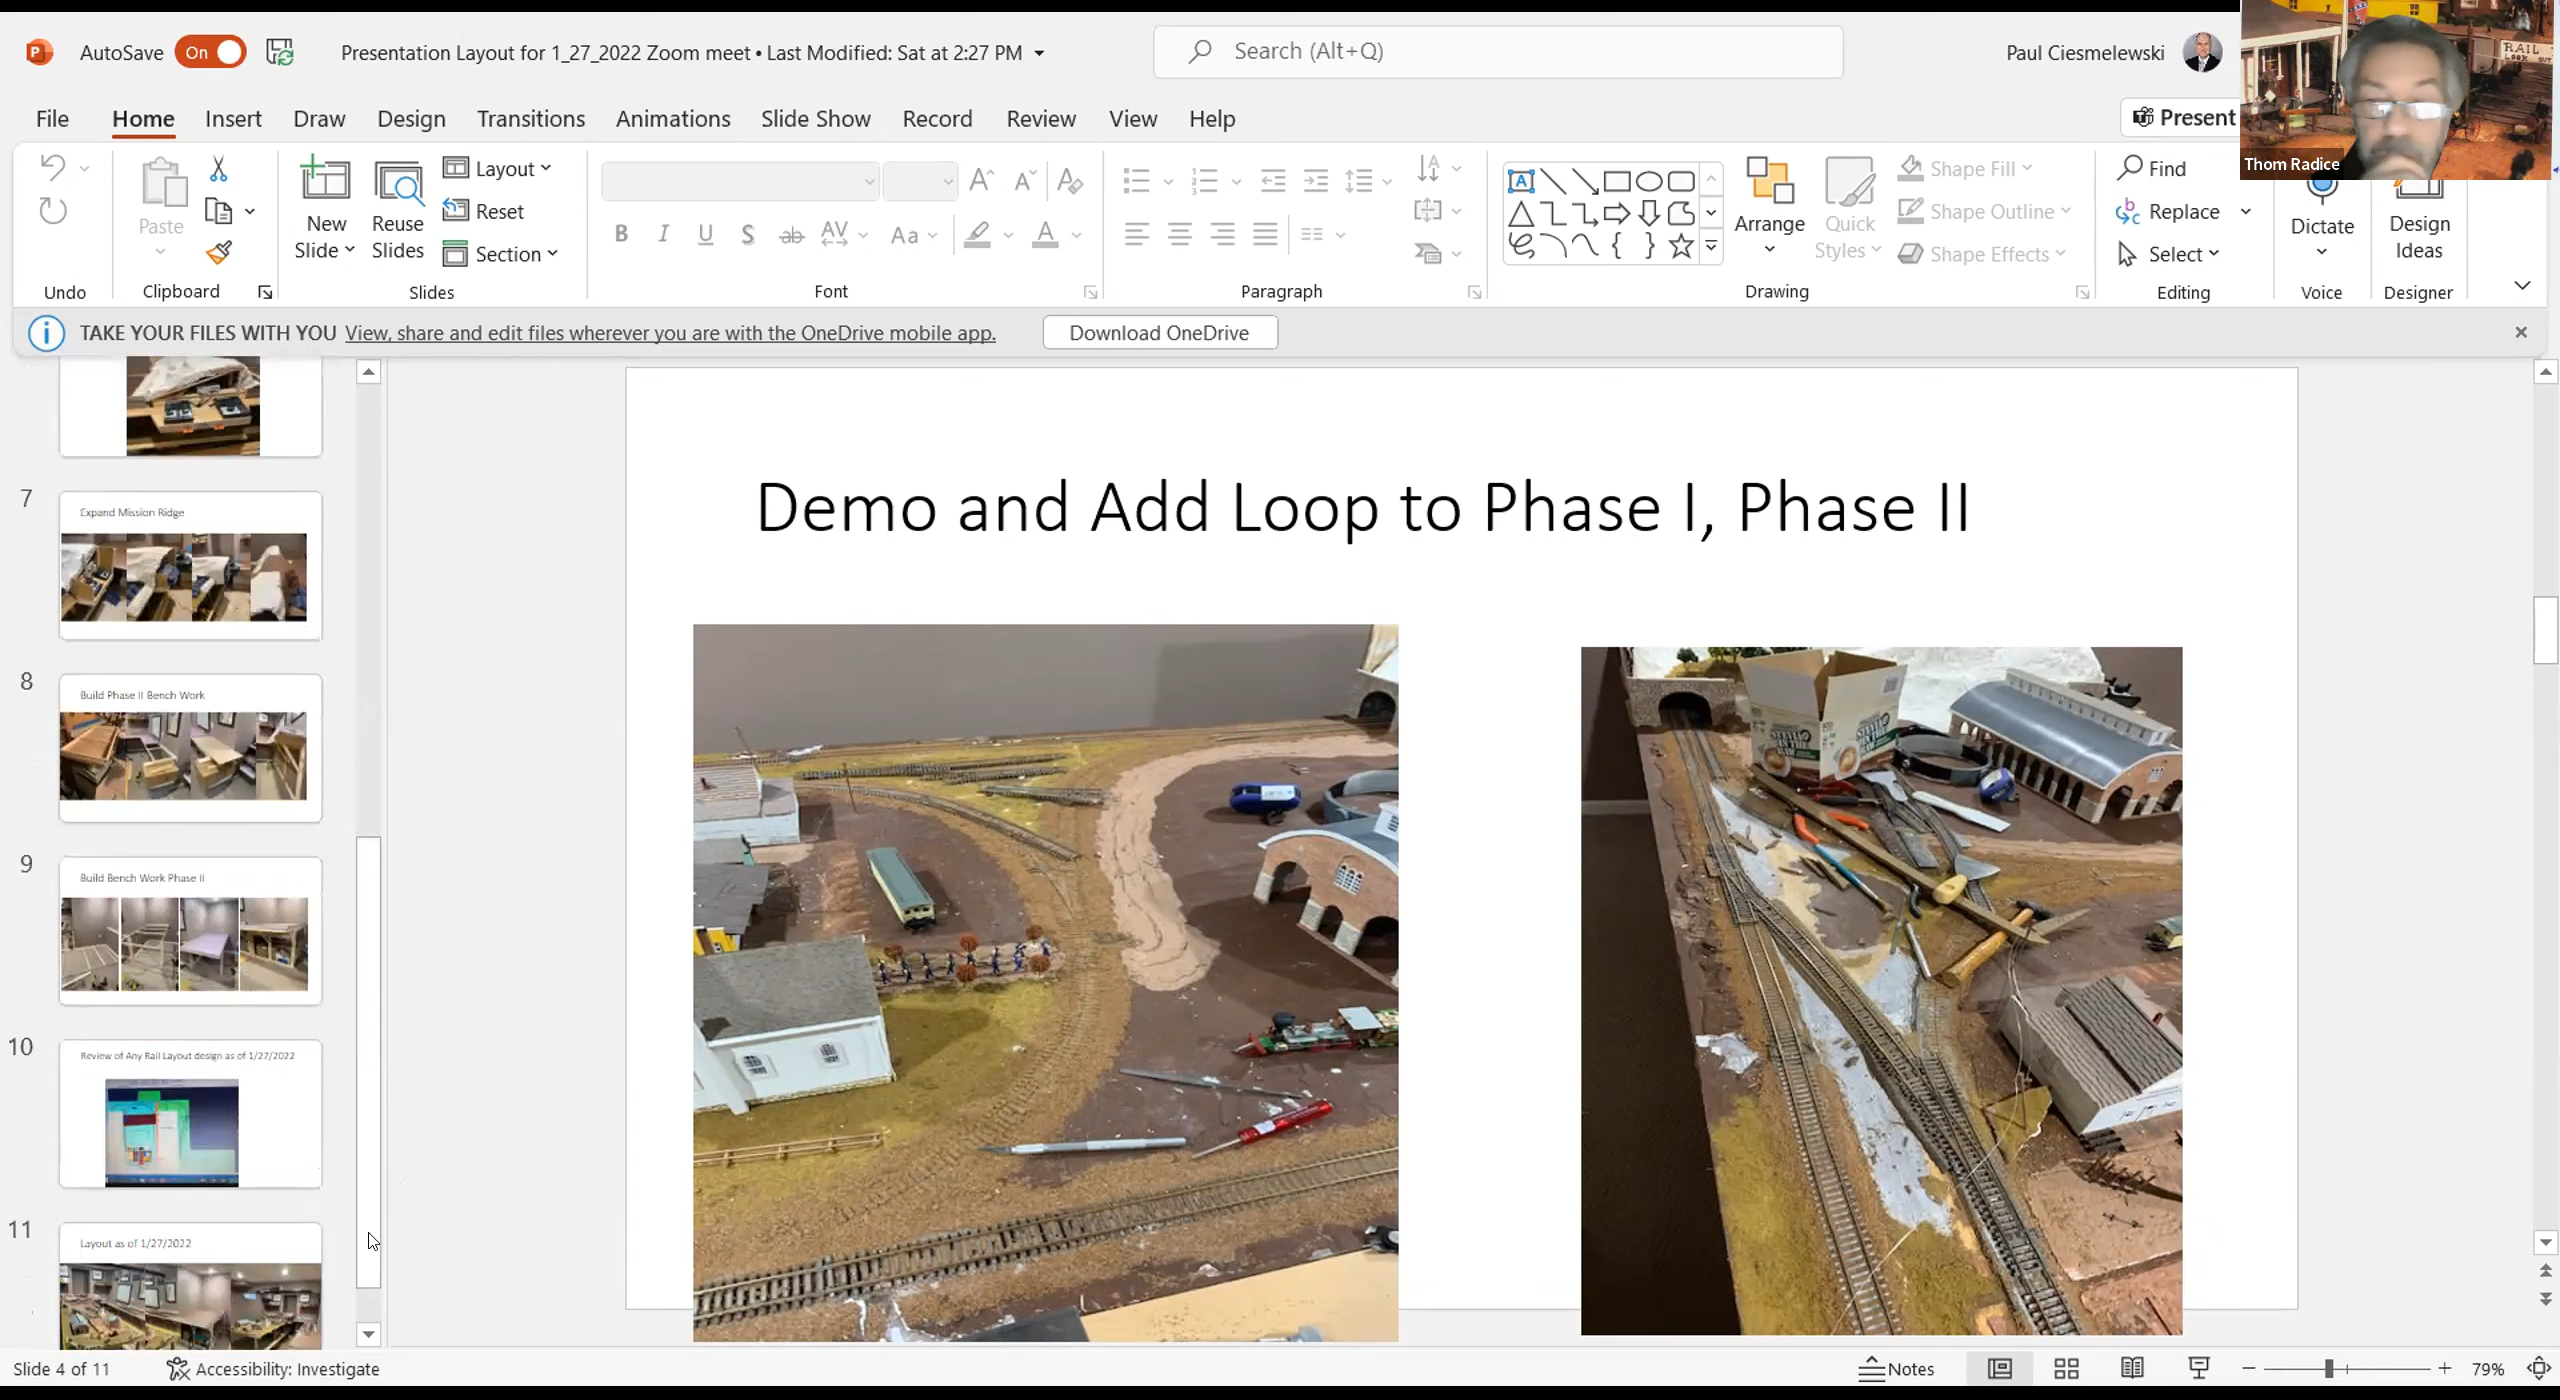 AutoSave On Presentation Layout for 1_27_2022 Zoom meet • Last Modified: Sat at 2:27 PM Search (Alt+Q) Paul Ciesmelewski
RAIL
Thom Radice
File Home Insert Draw Design Transitions Animations Slide Show Record Review View Help Present
Paste
New Slide
Reuse Slides
Layout
Reset
Section
B I U S ab AV Aa A
Arrange
Quick Styles
Shape Fill
Shape Outline
Shape Effects
Find
Replace
Select
Dictate
Design Ideas
Undo Clipboard Slides Font Paragraph Drawing Editing Voice Designer
TAKE YOUR FILES WITH YOU View, share and edit files wherever you are with the OneDrive mobile app. Download OneDrive
7
Expand Mission Ridge
8
Build Phase II Bench Work
9
Build Bench Work Phase II
10
Review of Any Rail Layout design as of 1/27/2022
11
Layout as of 1/27/2022
Demo and Add Loop to Phase I, Phase II
Slide 4 of 11 Accessibility: Investigate Notes 79%